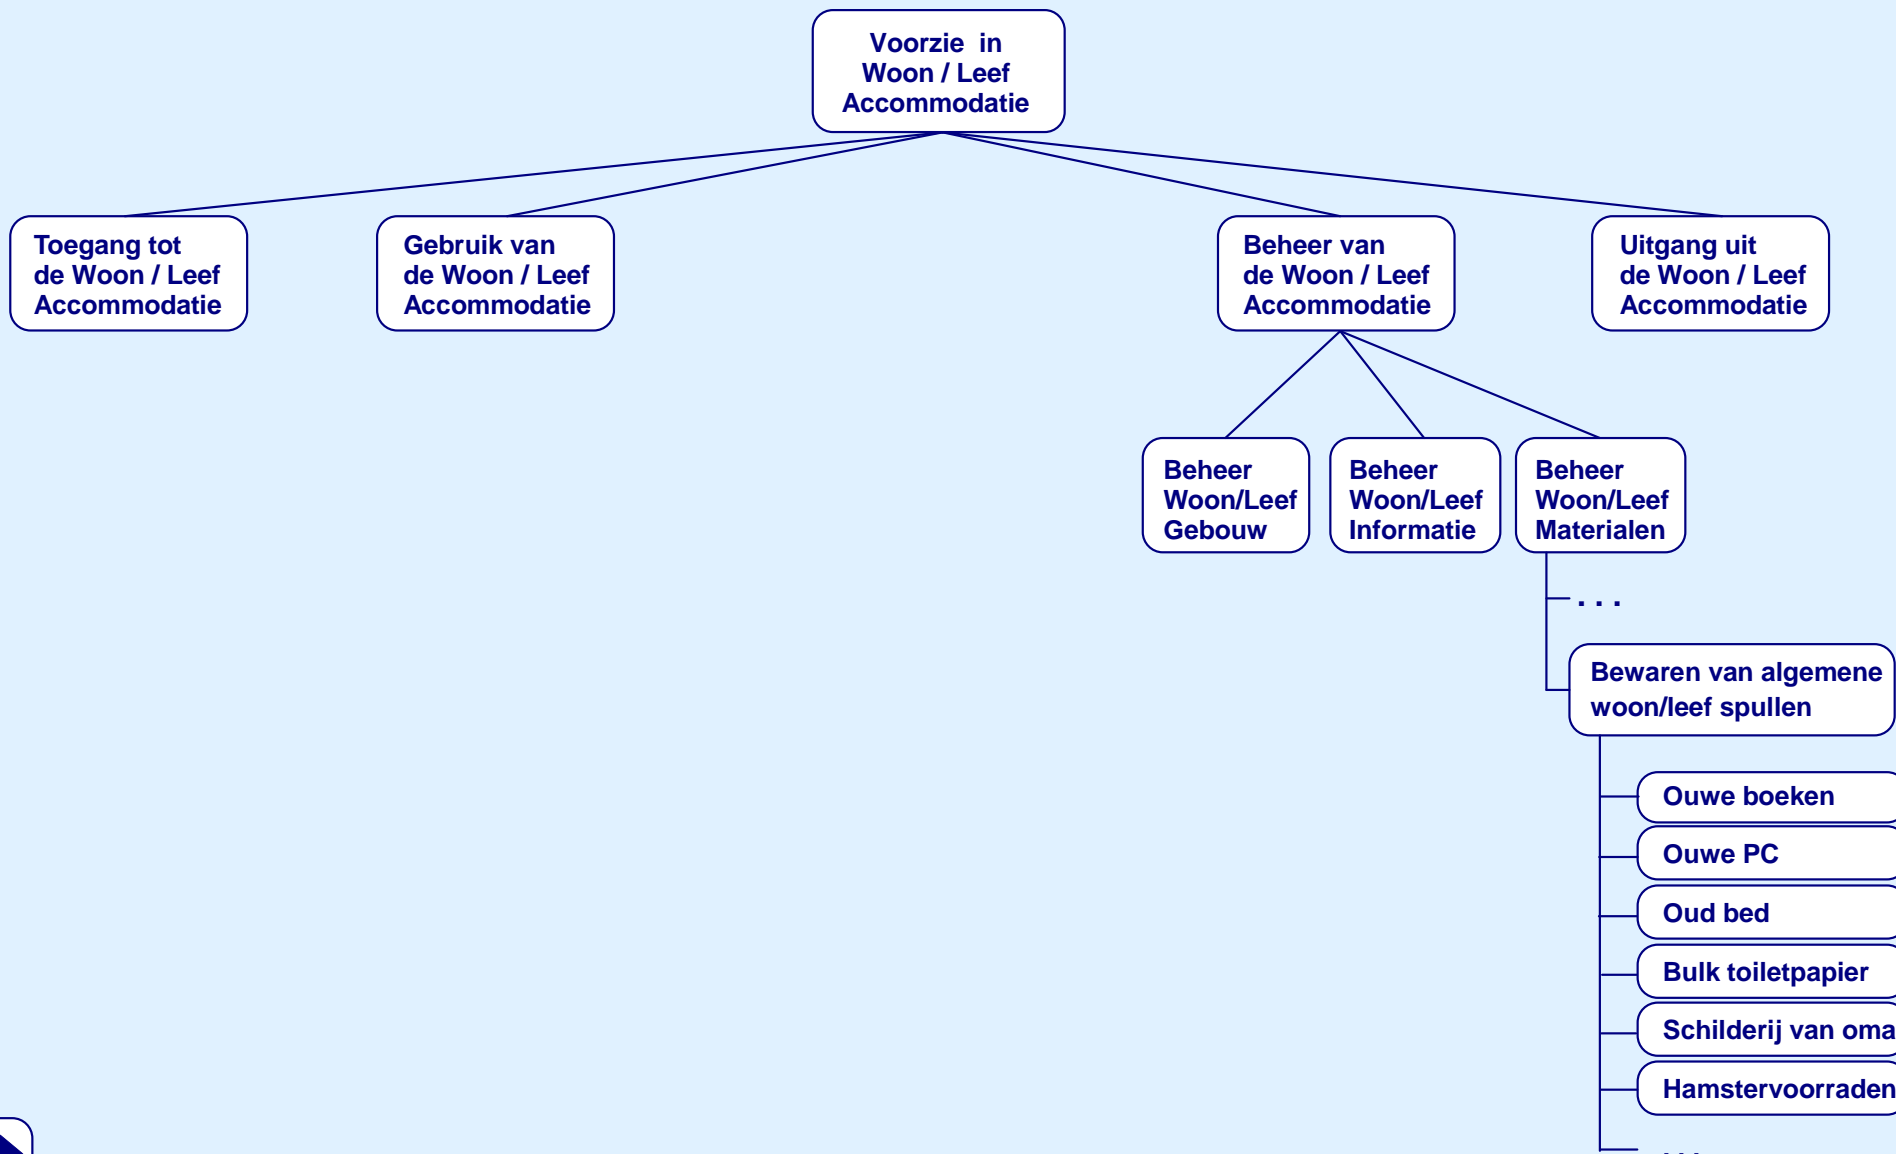 Voorzie in
Woon / Leef
Accommodatie
Toegang tot
de Woon / Leef
Accommodatie
Gebruik van
de Woon / Leef
Accommodatie
Beheer van
de Woon / Leef
Accommodatie
Uitgang uit
de Woon / Leef
Accommodatie
Beheer
Woon/Leef
Gebouw
Beheer
Woon/Leef
Informatie
Beheer
Woon/Leef
Materialen
. . .
Bewaren van algemene
woon/leef spullen
Ouwe boeken
Ouwe PC
Oud bed
Bulk toiletpapier
Schilderij van oma
Hamstervoorraden
. . .